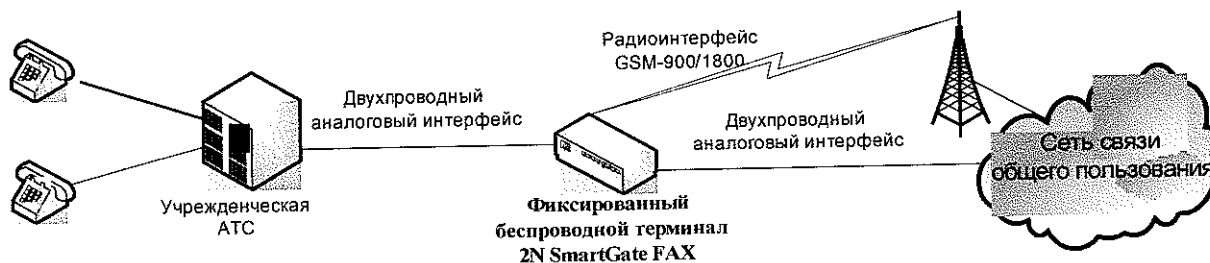 Радиоинтерфейс
GSM-900/1800
Двухпроводный
аналоговый интерфейс
Двухпроводный
аналоговый интерфейс
Сеть связи
общего пользования
Учрежденческая
АТС
Фиксированный
беспроводной терминал
2N SmartGate FAX